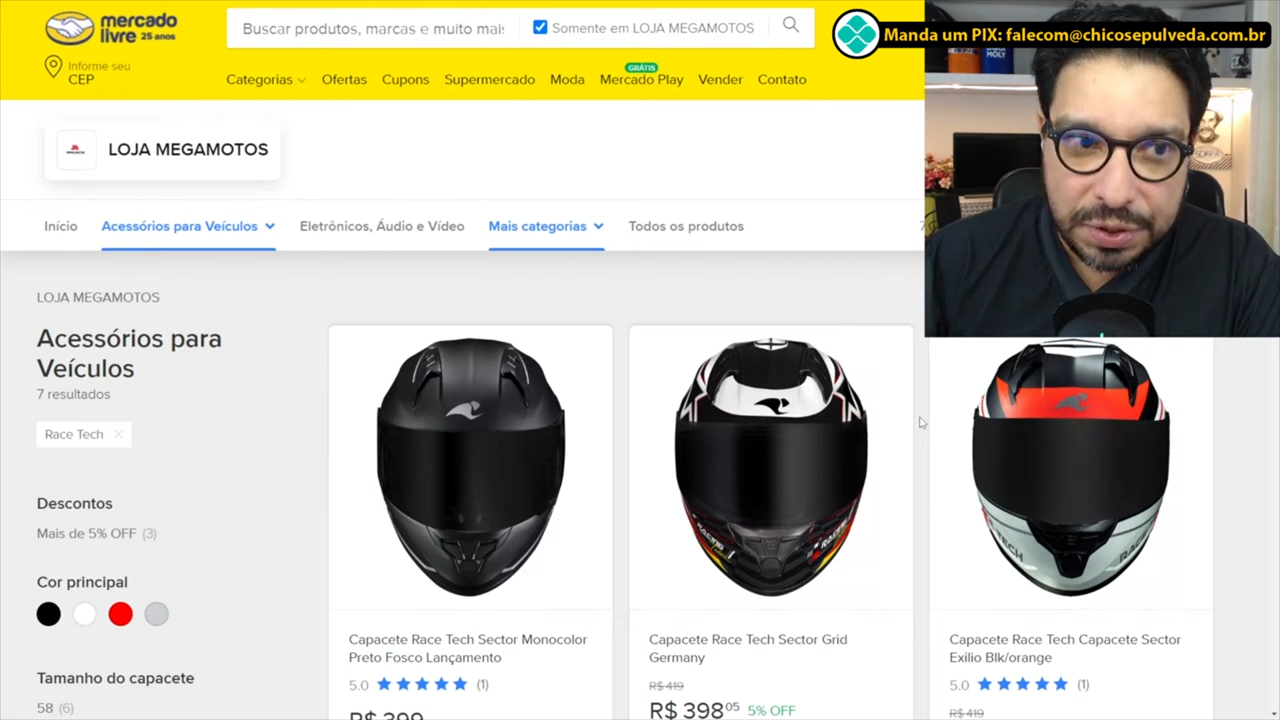 mercado
livre 25 anos
Buscar produtos, marcas e muito mais
Somente em LOJA MEGAMOTOS
Manda um PIX: falecom@chicosepulveda.com.br
Informe seu
CEP
Categorias
Ofertas
Cupons
Supermercado
Moda
GRÁTIS
Mercado Play
Vender
Contato
LOJA MEGAMOTOS
Início
Acessórios para Veículos
Eletrônicos, Áudio e Vídeo
Mais categorias
Todos os produtos
7
LOJA MEGAMOTOS
Acessórios para
Veículos
7 resultados
Race Tech
Descontos
Mais de 5% OFF (3)
Cor principal
Tamanho do capacete
58 (6)
Capacete Race Tech Sector Monocolor
Preto Fosco Lançamento
5.0 (1)
R$ 399
Capacete Race Tech Sector Grid
Germany
R$ 419
R$ 398,05 5% OFF
Capacete Race Tech Capacete Sector
Exilio Blk/orange
5.0 (1)
R$ 419